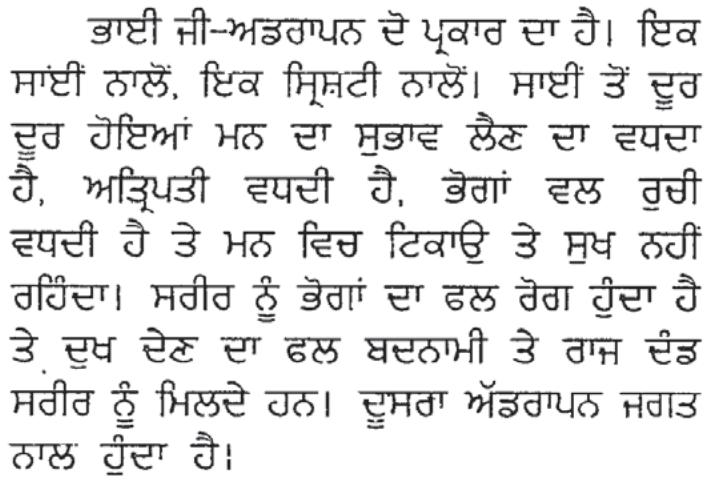 ਭਾਈ ਜੀ-ਅਡਰਾਪਨ ਦੋ ਪ੍ਰਕਾਰ ਦਾ ਹੈ। ਇਕ
ਸਾਂਈਂ ਨਾਲੋਂ, ਇਕ ਸ੍ਰਿਸ਼ਟੀ ਨਾਲੋਂ। ਸਾਈਂ ਤੋਂ ਦੂਰ
ਦੂਰ ਹੋਇਆਂ ਮਨ ਦਾ ਸੁਭਾਵ ਲੈਣ ਦਾ ਵਧਦਾ
ਹੈ, ਅਤ੍ਰਿਪਤੀ ਵਧਦੀ ਹੈ, ਭੋਗਾਂ ਵਲ ਰੁਚੀ
ਵਧਦੀ ਹੈ ਤੇ ਮਨ ਵਿਚ ਟਿਕਾਉ ਤੇ ਸੁਖ ਨਹੀਂ
ਰਹਿੰਦਾ। ਸਰੀਰ ਨੂੰ ਭੋਗਾਂ ਦਾ ਫਲ ਰੋਗ ਹੁੰਦਾ ਹੈ
ਤੇ ਦੁਖ ਦੇਣ ਦਾ ਫਲ ਬਦਨਾਮੀ ਤੇ ਰਾਜ ਦੰਡ
ਸਰੀਰ ਨੂੰ ਮਿਲਦੇ ਹਨ। ਦੂਸਰਾ ਅੱਡਰਾਪਨ ਜਗਤ
ਨਾਲ ਹੁੰਦਾ ਹੈ।